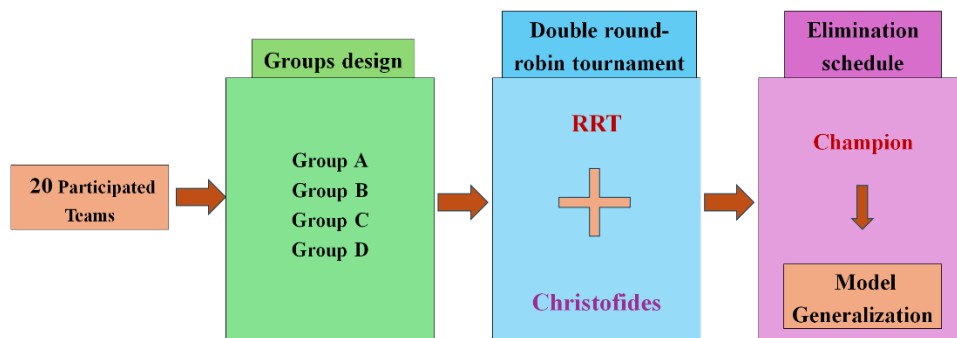 20 Participated
Teams
Groups design
Group A
Group B
Group C
Group D
Double round-
robin tournament
RRT
Christofides
Elimination
schedule
Champion
Model
Generalization